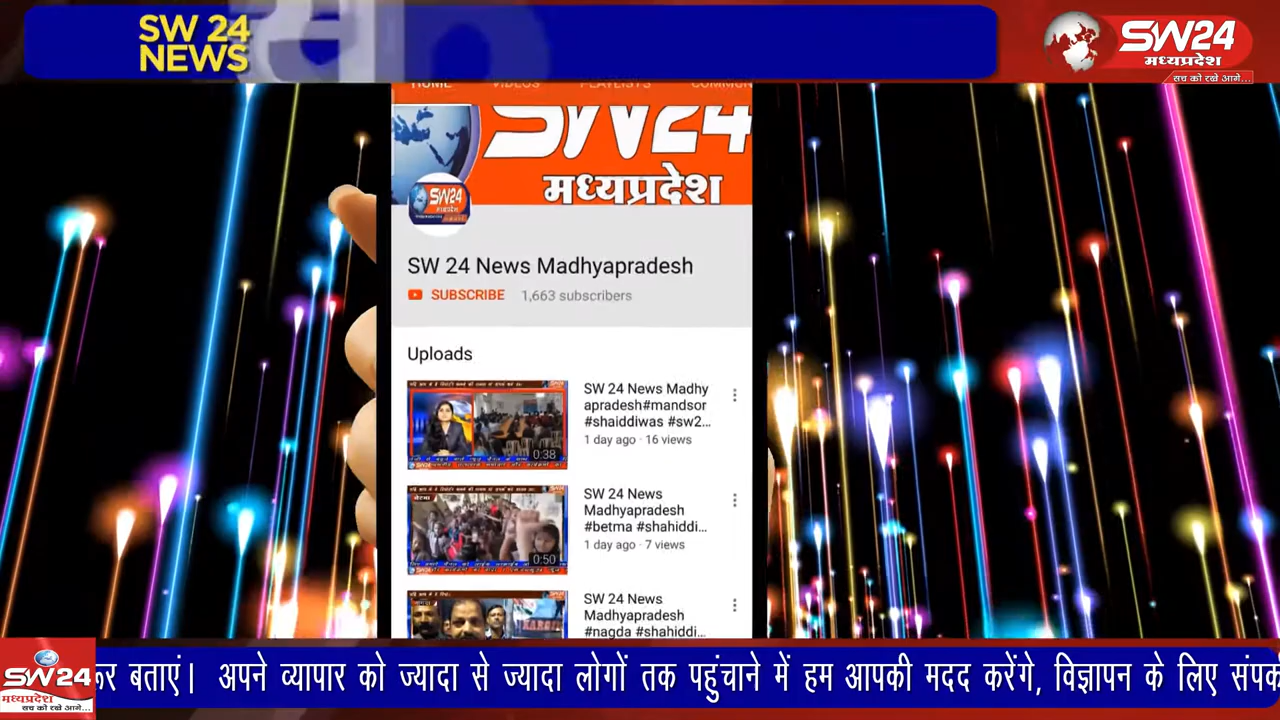 SW 24
NEWS
SW24
मध्यप्रदेश
सच को रखे आगे...
HOME VIDEOS PLAYLISTS COMMUN
SW24
मध्यप्रदेश
SW24
SW 24 News Madhyapradesh
SUBSCRIBE 1,663 subscribers
Uploads
SW 24 News Madhy
apradesh#mandsor
#shaiddiwas #sw2...
1 day ago · 16 views
0:38
SW 24 News
Madhyapradesh
#betma #shahiddi...
1 day ago · 7 views
0:50
SW 24 News
Madhyapradesh
#nagda #shahiddi...
SW24
मध्यप्रदेश
सच को रखे आगे...
बताएं। अपने व्यापार को ज्यादा से ज्यादा लोगों तक पहुंचाने में हम आपकी मदद करेंगे, विज्ञापन के लिए संपर्क